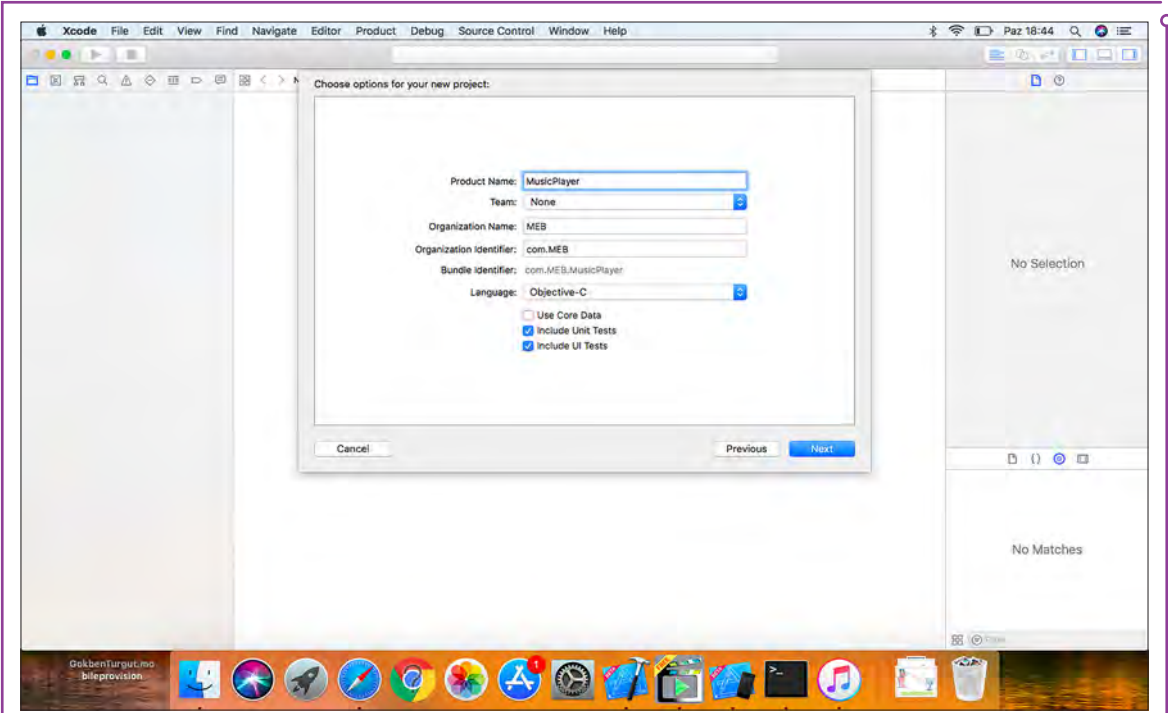 Xcode File Edit View Find Navigate Editor Product Debug Source Control Window Help Paz 18:44
Choose options for your new project:
Product Name: MusicPlayer
Team: None
Organization Name: MEB
Organization Identifier: com.MEB
Bundle Identifier: com.MEB.MusicPlayer
Language: Objective-C
Use Core Data
Include Unit Tests
Include UI Tests
Cancel Previous Next
No Selection
No Matches
GokbenTurgut.mo
bileprovision
1